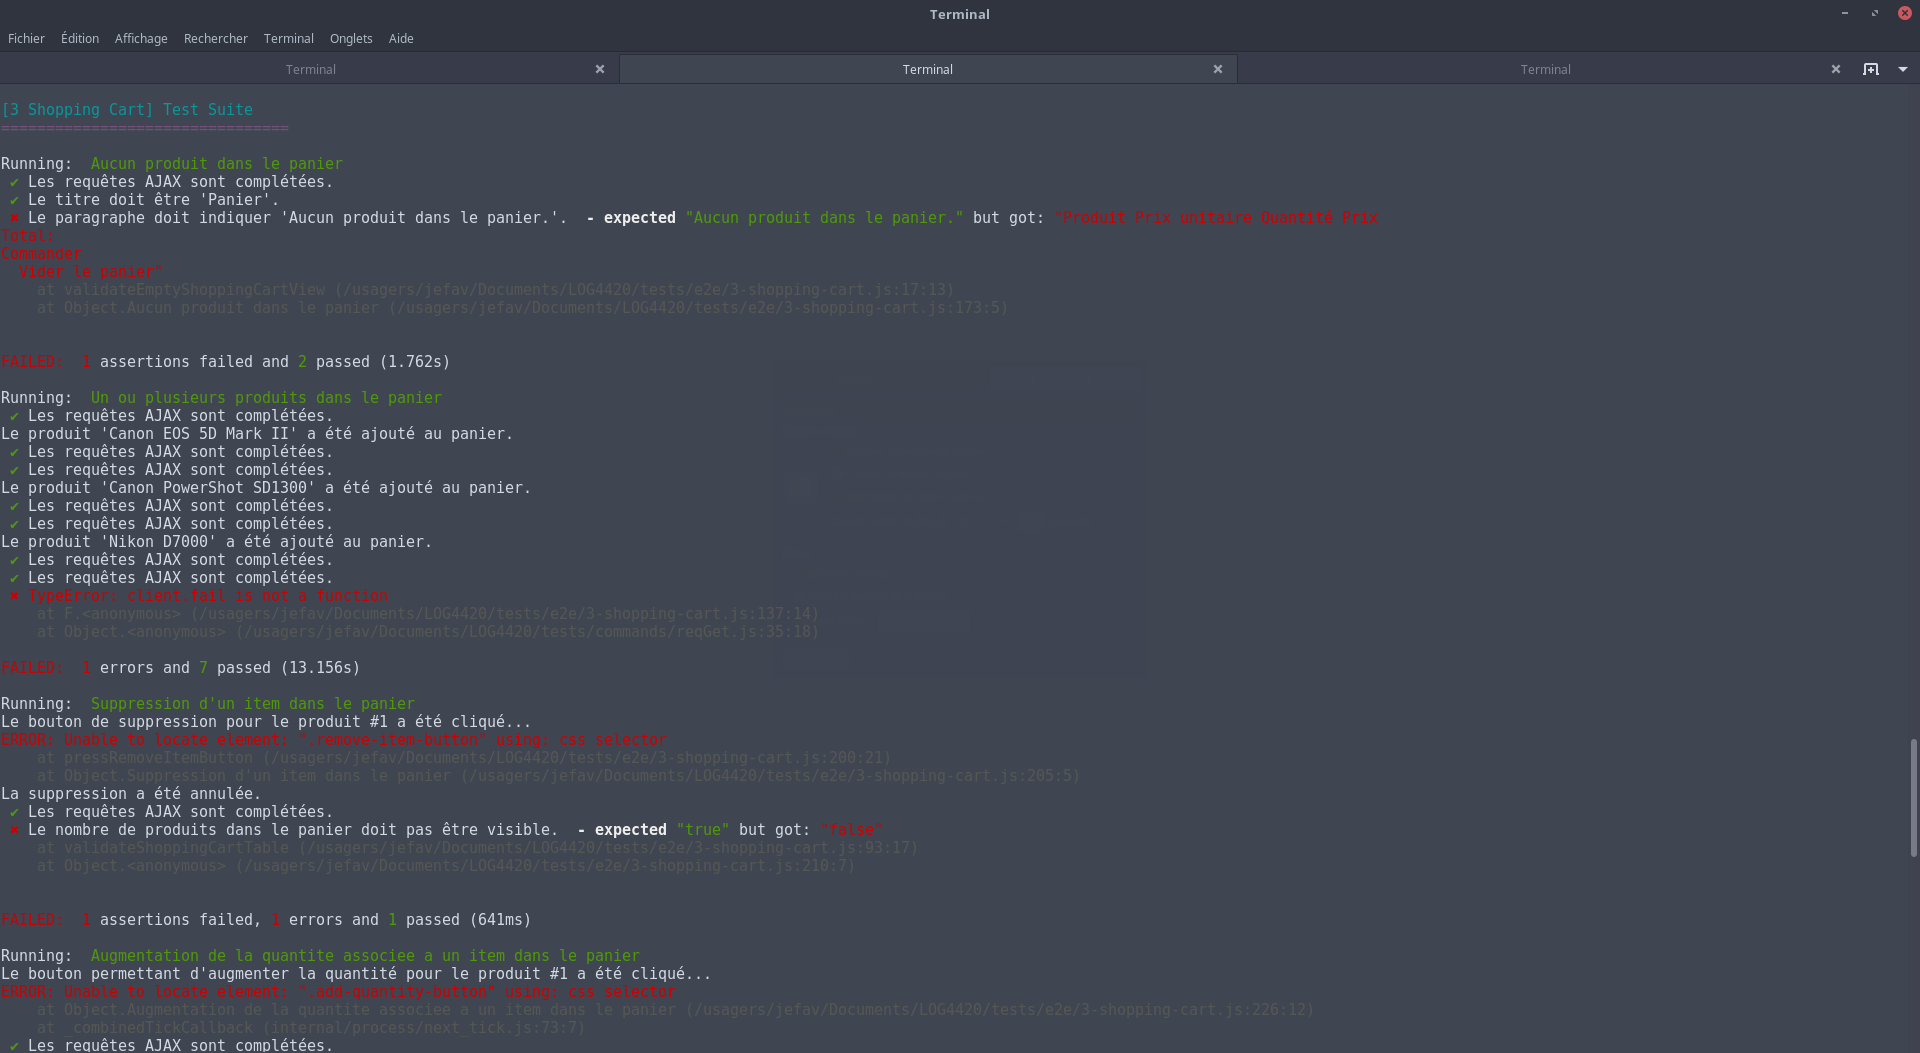 Terminal
Fichier Édition Affichage Rechercher Terminal Onglets Aide
Terminal Terminal Terminal
[3 Shopping Cart] Test Suite
================================
Running:  Aucun produit dans le panier
✔ Les requêtes AJAX sont complétées.
✔ Le titre doit être 'Panier'.
✖ Le paragraphe doit indiquer 'Aucun produit dans le panier.'.  - expected "Aucun produit dans le panier." but got: "Produit Prix unitaire Quantité Prix
Total:
Commander
Vider le panier"
at validateEmptyShoppingCartView (/usagers/jefav/Documents/LOG4420/tests/e2e/3-shopping-cart.js:17:13)
at Object.Aucun produit dans le panier (/usagers/jefav/Documents/LOG4420/tests/e2e/3-shopping-cart.js:173:5)
FAILED:  1 assertions failed and 2 passed (1.762s)
Running:  Un ou plusieurs produits dans le panier
✔ Les requêtes AJAX sont complétées.
Le produit 'Canon EOS 5D Mark II' a été ajouté au panier.
✔ Les requêtes AJAX sont complétées.
✔ Les requêtes AJAX sont complétées.
Le produit 'Canon PowerShot SD1300' a été ajouté au panier.
✔ Les requêtes AJAX sont complétées.
✔ Les requêtes AJAX sont complétées.
Le produit 'Nikon D7000' a été ajouté au panier.
✔ Les requêtes AJAX sont complétées.
✔ Les requêtes AJAX sont complétées.
✖ TypeError: client.fail is not a function
at F.<anonymous> (/usagers/jefav/Documents/LOG4420/tests/e2e/3-shopping-cart.js:137:14)
at Object.<anonymous> (/usagers/jefav/Documents/LOG4420/tests/commands/reqGet.js:35:18)
FAILED:  1 errors and 7 passed (13.156s)
Running:  Suppression d'un item dans le panier
Le bouton de suppression pour le produit #1 a été cliqué...
ERROR: Unable to locate element: ".remove-item-button" using: css selector
at pressRemoveItemButton (/usagers/jefav/Documents/LOG4420/tests/e2e/3-shopping-cart.js:200:21)
at Object.Suppression d'un item dans le panier (/usagers/jefav/Documents/LOG4420/tests/e2e/3-shopping-cart.js:205:5)
La suppression a été annulée.
✔ Les requêtes AJAX sont complétées.
✖ Le nombre de produits dans le panier doit pas être visible.  - expected "true" but got: "false"
at validateShoppingCartTable (/usagers/jefav/Documents/LOG4420/tests/e2e/3-shopping-cart.js:93:17)
at Object.<anonymous> (/usagers/jefav/Documents/LOG4420/tests/e2e/3-shopping-cart.js:210:7)
FAILED:  1 assertions failed, 1 errors and 1 passed (641ms)
Running:  Augmentation de la quantite associee a un item dans le panier
Le bouton permettant d'augmenter la quantité pour le produit #1 a été cliqué...
ERROR: Unable to locate element: ".add-quantity-button" using: css selector
at Object.Augmentation de la quantite associee a un item dans le panier (/usagers/jefav/Documents/LOG4420/tests/e2e/3-shopping-cart.js:226:12)
at _combinedTickCallback (internal/process/next_tick.js:73:7)
✔ Les requêtes AJAX sont complétées.